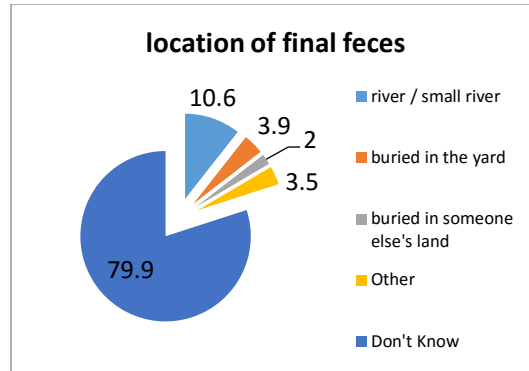 location of final feces
10.6
3.9
2
3.5
79.9
river / small river
buried in the yard
buried in someone
else's land
Other
Don't Know